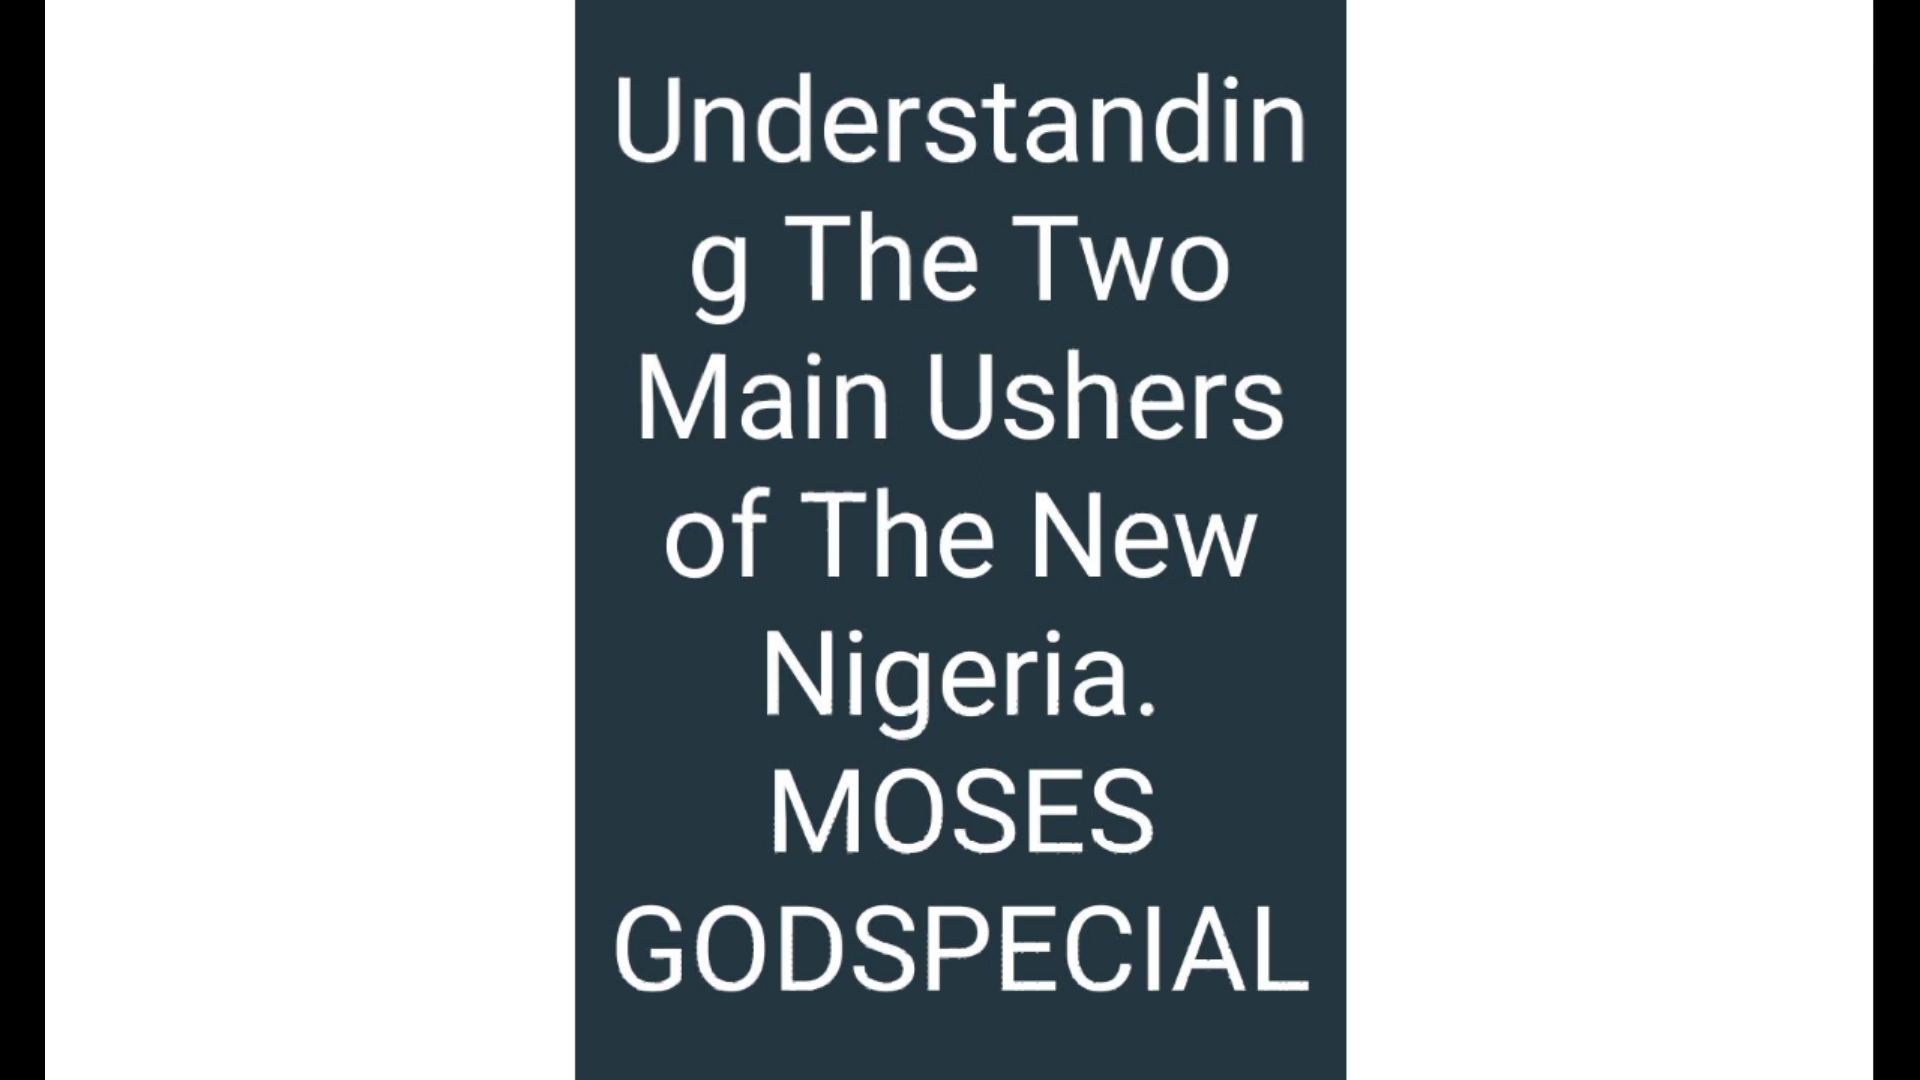 Understandin
g The Two
Main Ushers
of The New
Nigeria.
MOSES
GODSPECIAL